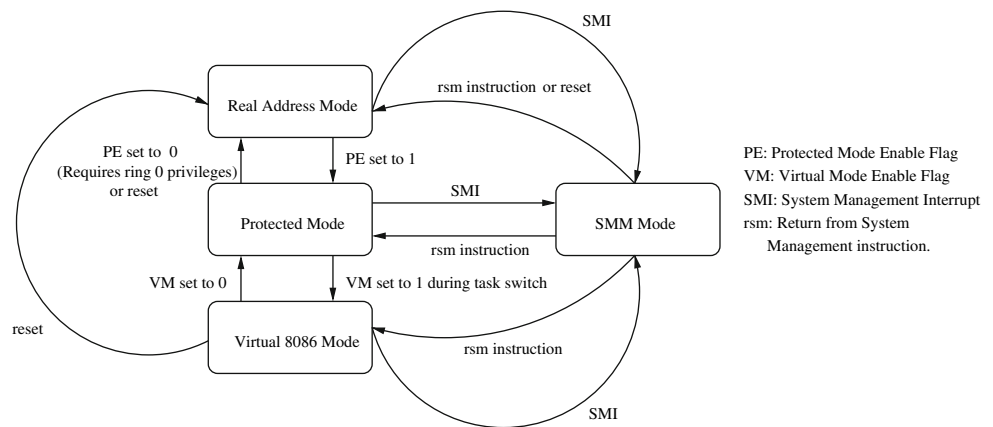 SMI
rsm instruction or reset
Real Address Mode
PE set to 0
(Requires ring 0 privileges)
or reset
PE set to 1
SMI
Protected Mode
SMM Mode
rsm instruction
VM set to 0
VM set to 1 during task switch
reset
Virtual 8086 Mode
rsm instruction
SMI
PE: Protected Mode Enable Flag
VM: Virtual Mode Enable Flag
SMI: System Management Interrupt
rsm: Return from System
Management instruction.